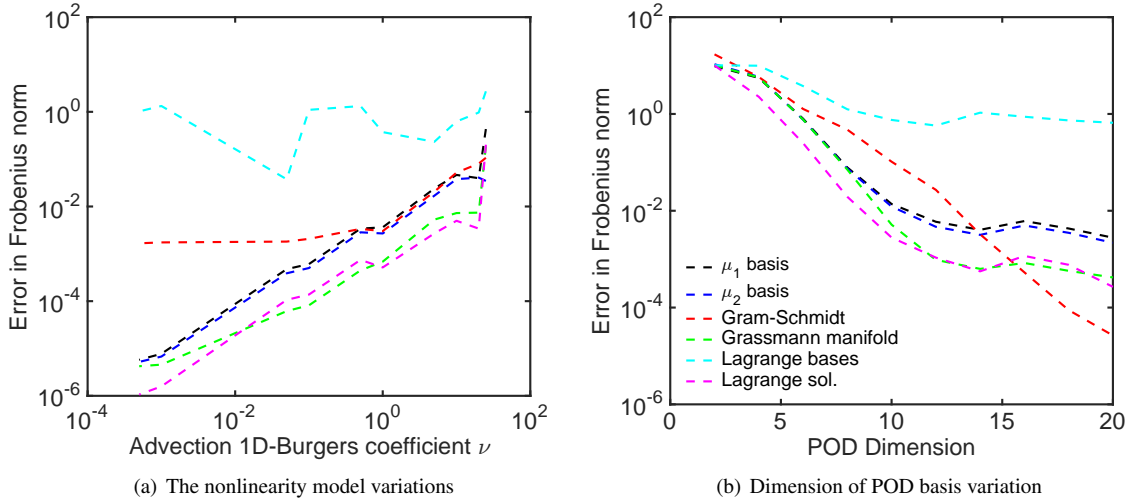 10^2
10^0
10^-2
10^-4
10^-6
Error in Frobenius norm
10^-4
10^-2
10^0
10^2
Advection 1D-Burgers coefficient ν
(a) The nonlinearity model variations
10^2
10^0
10^-2
10^-4
10^-6
Error in Frobenius norm
μ_1 basis
μ_2 basis
Gram-Schmidt
Grassmann manifold
Lagrange bases
Lagrange sol.
0
5
10
15
20
POD Dimension
(b) Dimension of POD basis variation